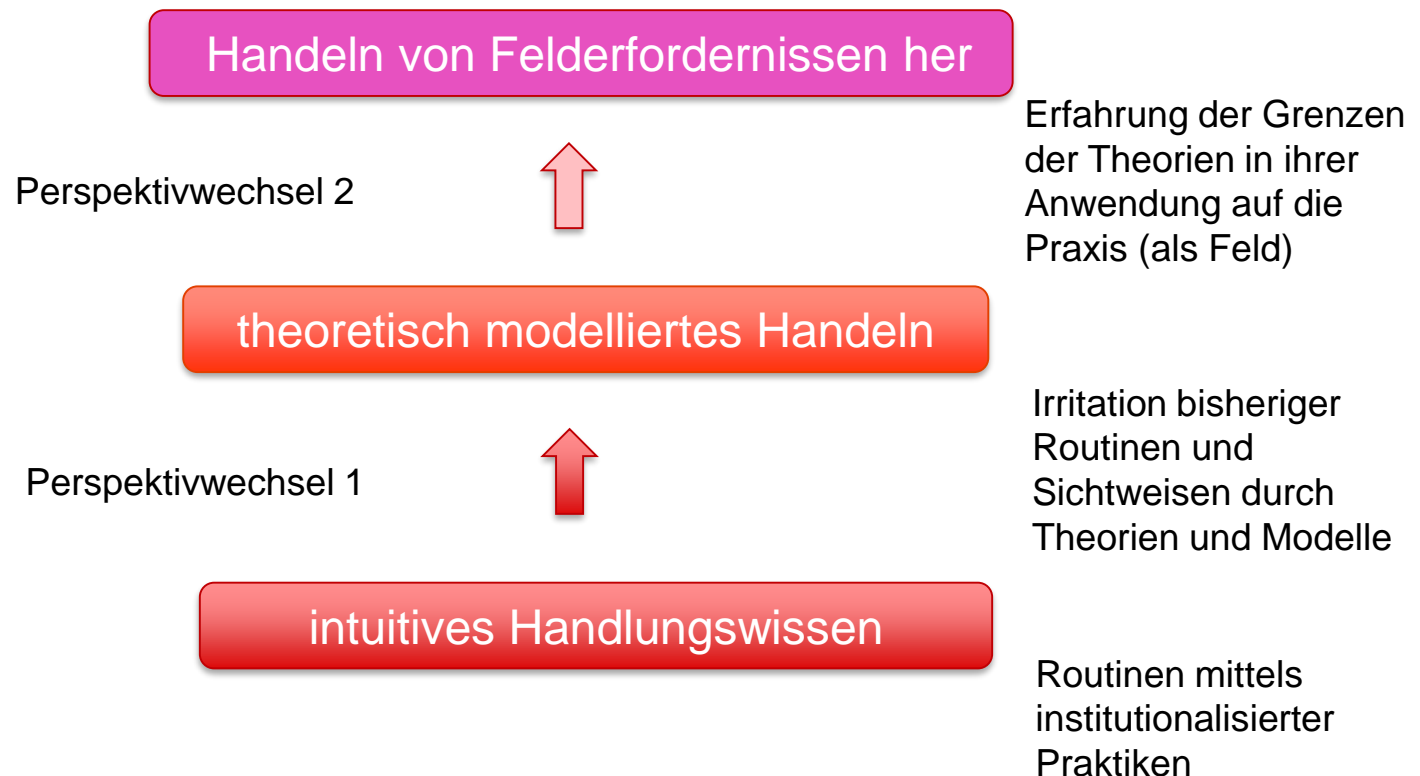 Handeln von Felderfordernissen her
Erfahrung der Grenzen
der Theorien in ihrer
Anwendung auf die
Praxis (als Feld)
Perspektivwechsel 2
theoretisch modelliertes Handeln
Irritation bisheriger
Routinen und
Sichtweisen durch
Theorien und Modelle
Perspektivwechsel 1
intuitives Handlungswissen
Routinen mittels
institutionalisierter
Praktiken